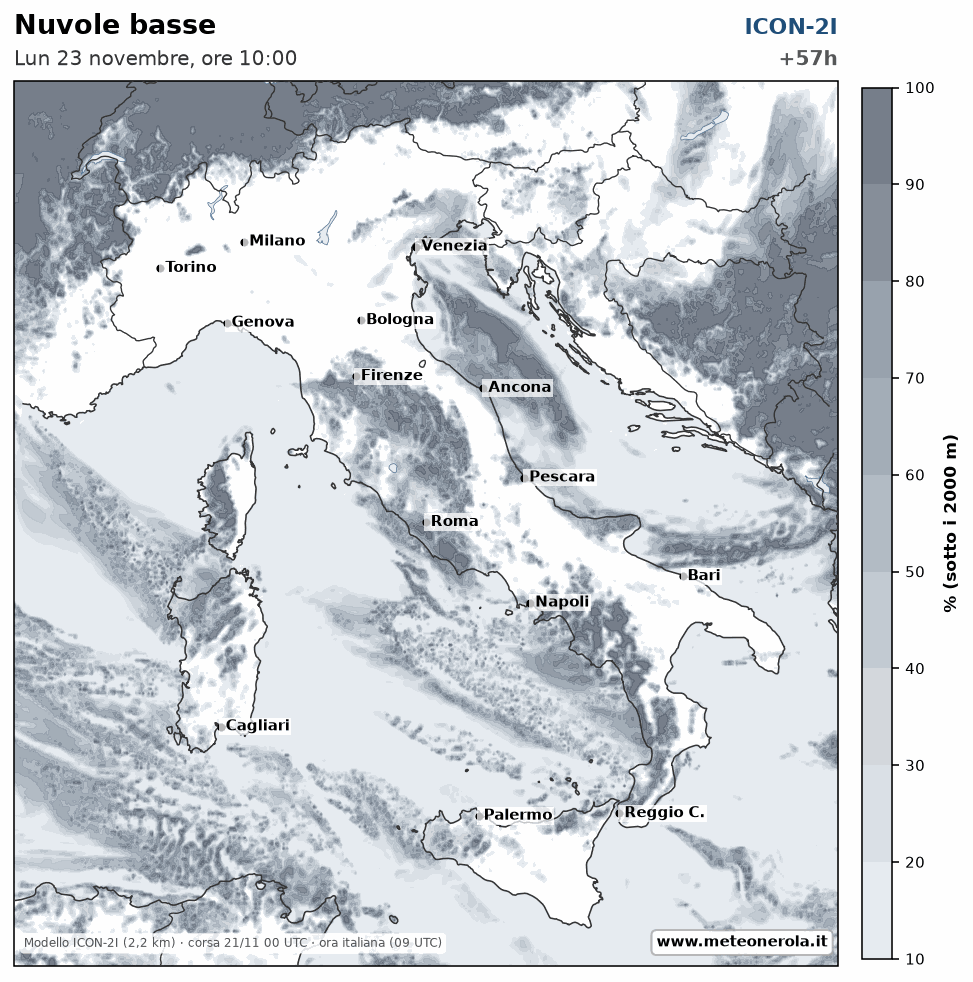 Nuvole basse
ICON-2I
Lun 23 novembre, ore 10:00
+57h
100
90
80
70
60
50
40
30
20
10
% (sotto i 2000 m)
Milano
Venezia
Torino
Genova
Bologna
Firenze
Ancona
Pescara
Roma
Bari
Napoli
Cagliari
Palermo
Reggio C.
Modello ICON-2I (2,2 km) · corsa 21/11 00 UTC · ora italiana (09 UTC)
www.meteonerola.it